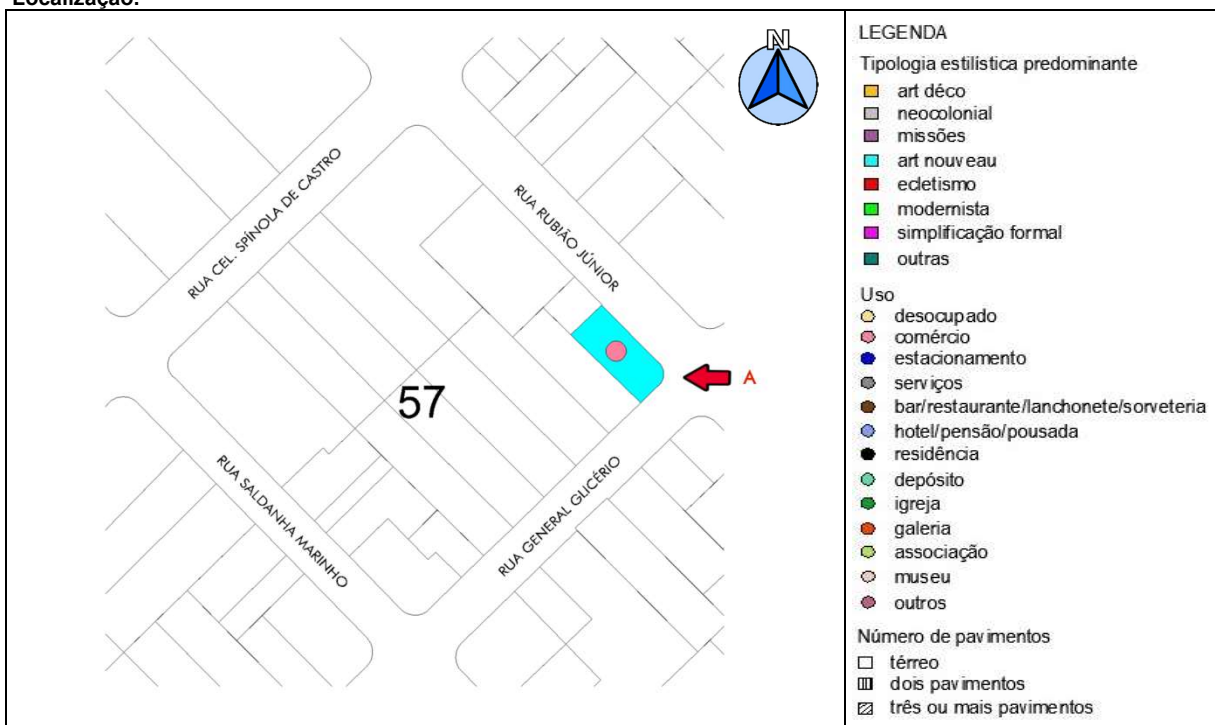 Localização:
N
RUA CEL. SPÍNOLA DE CASTRO
RUA RUBIÃO JÚNIOR
A
57
RUA SALDANHA MARINHO
RUA GENERAL GLICÉRIO
LEGENDA
Tipologia estilística predominante
art déco
neocolonial
missões
art nouveau
ecletismo
modernista
simplificação formal
outras
Uso
desocupado
comércio
estacionamento
serviços
bar/restaurante/lanchonete/sorveteria
hotel/pensão/pousada
residência
depósito
igreja
galeria
associação
museu
outros
Número de pavimentos
térreo
dois pavimentos
três ou mais pavimentos